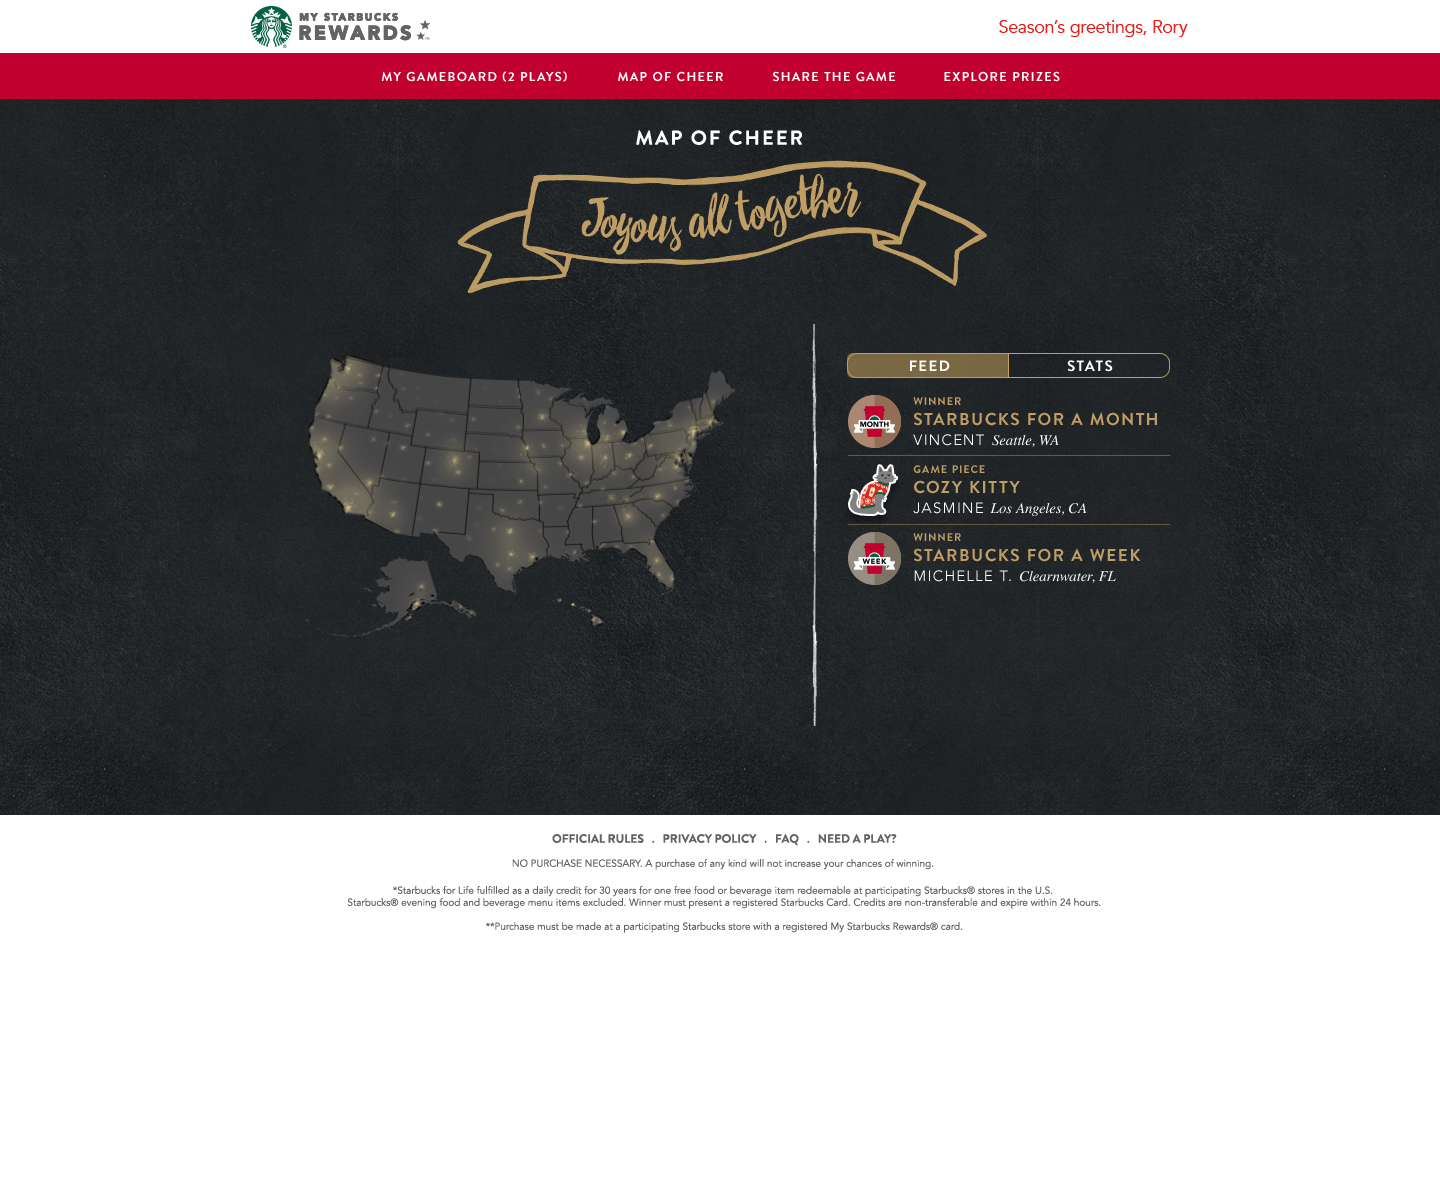 MY STARBUCKS
REWARDS
Season's greetings, Rory
MY GAMEBOARD (2 PLAYS)
MAP OF CHEER
SHARE THE GAME
EXPLORE PRIZES
MAP OF CHEER
Joyous all together
FEED
STATS
WINNER
MONTH
STARBUCKS FOR A MONTH
VINCENT Seattle, WA
GAME PIECE
COZY KITTY
JASMINE Los Angeles, CA
WINNER
WEEK
STARBUCKS FOR A WEEK
MICHELLE T. Clearnwater, FL
OFFICIAL RULES . PRIVACY POLICY . FAQ . NEED A PLAY?
NO PURCHASE NECESSARY. A purchase of any kind will not increase your chances of winning.
*Starbucks for Life fulfilled as a daily credit for 30 years for one free food or beverage item redeemable at participating Starbucks® stores in the U.S.
Starbucks® evening food and beverage menu items excluded. Winner must present a registered Starbucks Card. Credits are non-transferable and expire within 24 hours.
**Purchase must be made at a participating Starbucks store with a registered My Starbucks Rewards® card.